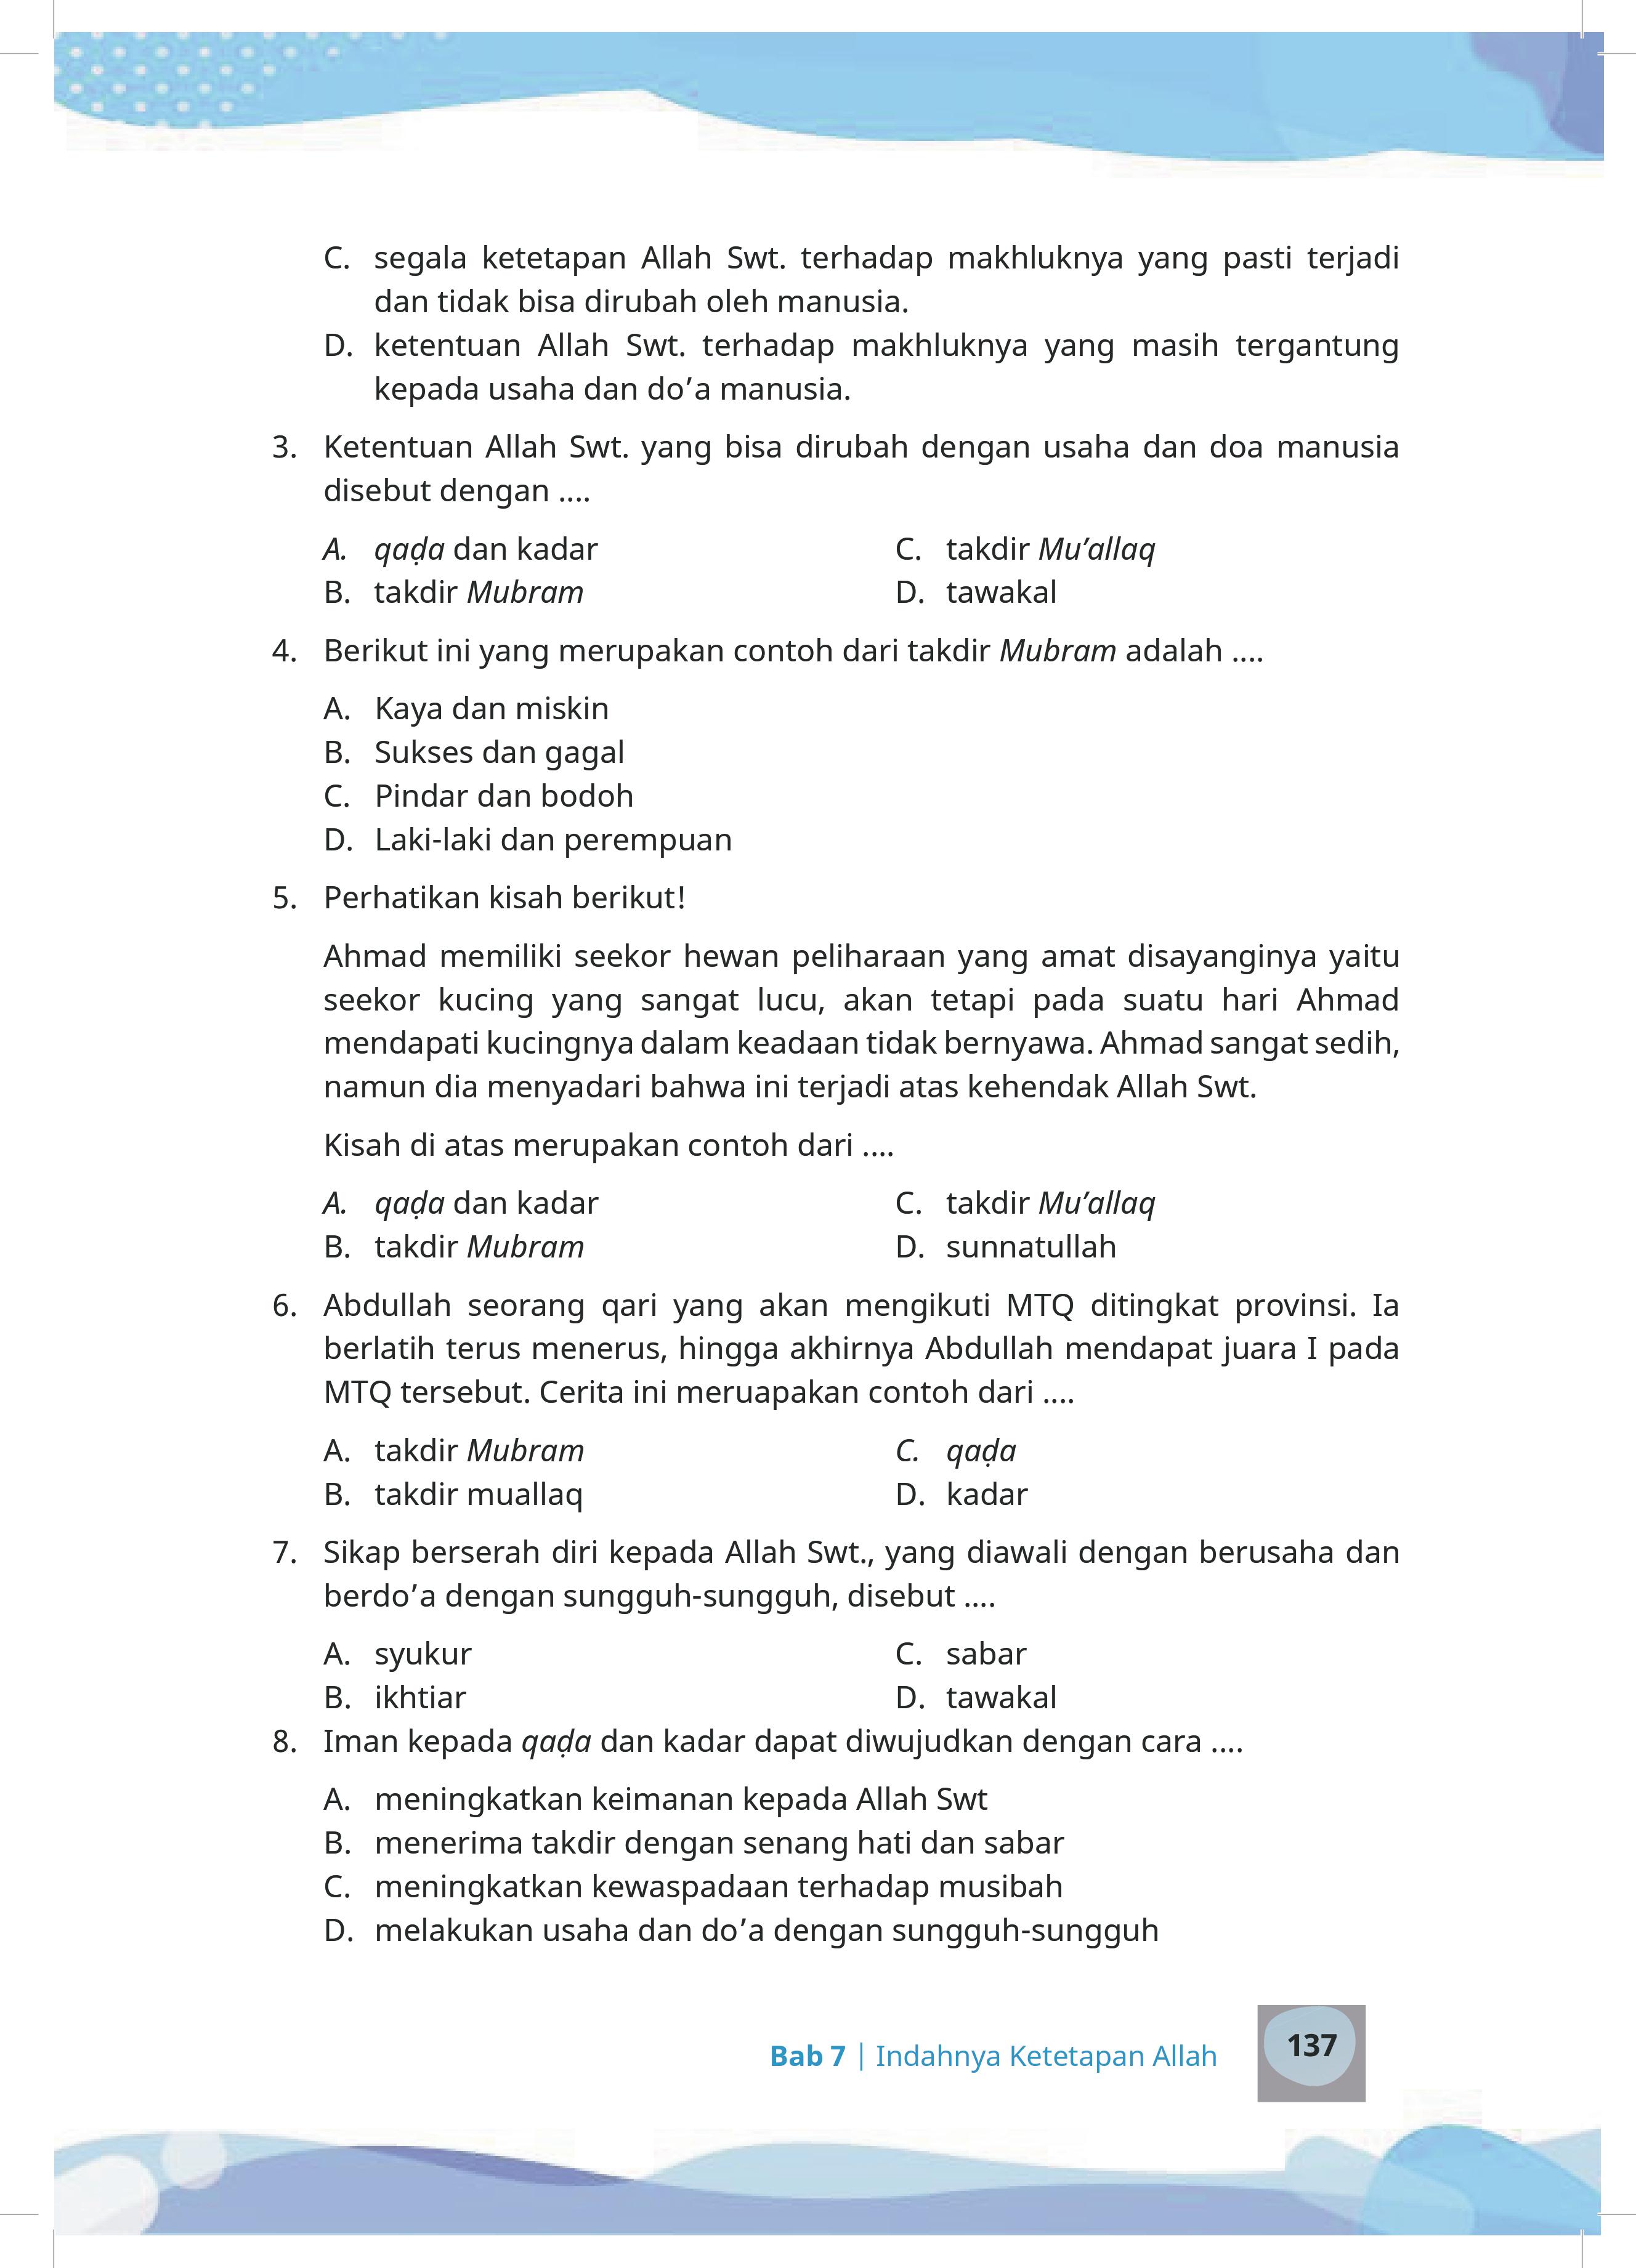 C. segala ketetapan Allah Swt. terhadap makhluknya yang pasti terjadi
dan tidak bisa dirubah oleh manusia.
D. ketentuan Allah Swt. terhadap makhluknya yang masih tergantung
kepada usaha dan do’a manusia.
3. Ketentuan Allah Swt. yang bisa dirubah dengan usaha dan doa manusia
disebut dengan ....
A. qaḍa dan kadar C. takdir Mu’allaq
B. takdir Mubram D. tawakal
4. Berikut ini yang merupakan contoh dari takdir Mubram adalah ....
A. Kaya dan miskin
B. Sukses dan gagal
C. Pindar dan bodoh
D. Laki-laki dan perempuan
5. Perhatikan kisah berikut!
Ahmad memiliki seekor hewan peliharaan yang amat disayanginya yaitu
seekor kucing yang sangat lucu, akan tetapi pada suatu hari Ahmad
mendapati kucingnya dalam keadaan tidak bernyawa. Ahmad sangat sedih,
namun dia menyadari bahwa ini terjadi atas kehendak Allah Swt.
Kisah di atas merupakan contoh dari ....
A. qaḍa dan kadar C. takdir Mu’allaq
B. takdir Mubram D. sunnatullah
6. Abdullah seorang qari yang akan mengikuti MTQ ditingkat provinsi. Ia
berlatih terus menerus, hingga akhirnya Abdullah mendapat juara I pada
MTQ tersebut. Cerita ini meruapakan contoh dari ....
A. takdir Mubram C. qaḍa
B. takdir muallaq D. kadar
7. Sikap berserah diri kepada Allah Swt., yang diawali dengan berusaha dan
berdo’a dengan sungguh-sungguh, disebut ....
A. syukur C. sabar
B. ikhtiar D. tawakal
8. Iman kepada qaḍa dan kadar dapat diwujudkan dengan cara ....
A. meningkatkan keimanan kepada Allah Swt
B. menerima takdir dengan senang hati dan sabar
C. meningkatkan kewaspadaan terhadap musibah
D. melakukan usaha dan do’a dengan sungguh-sungguh
Bab 7 | Indahnya Ketetapan Allah 137